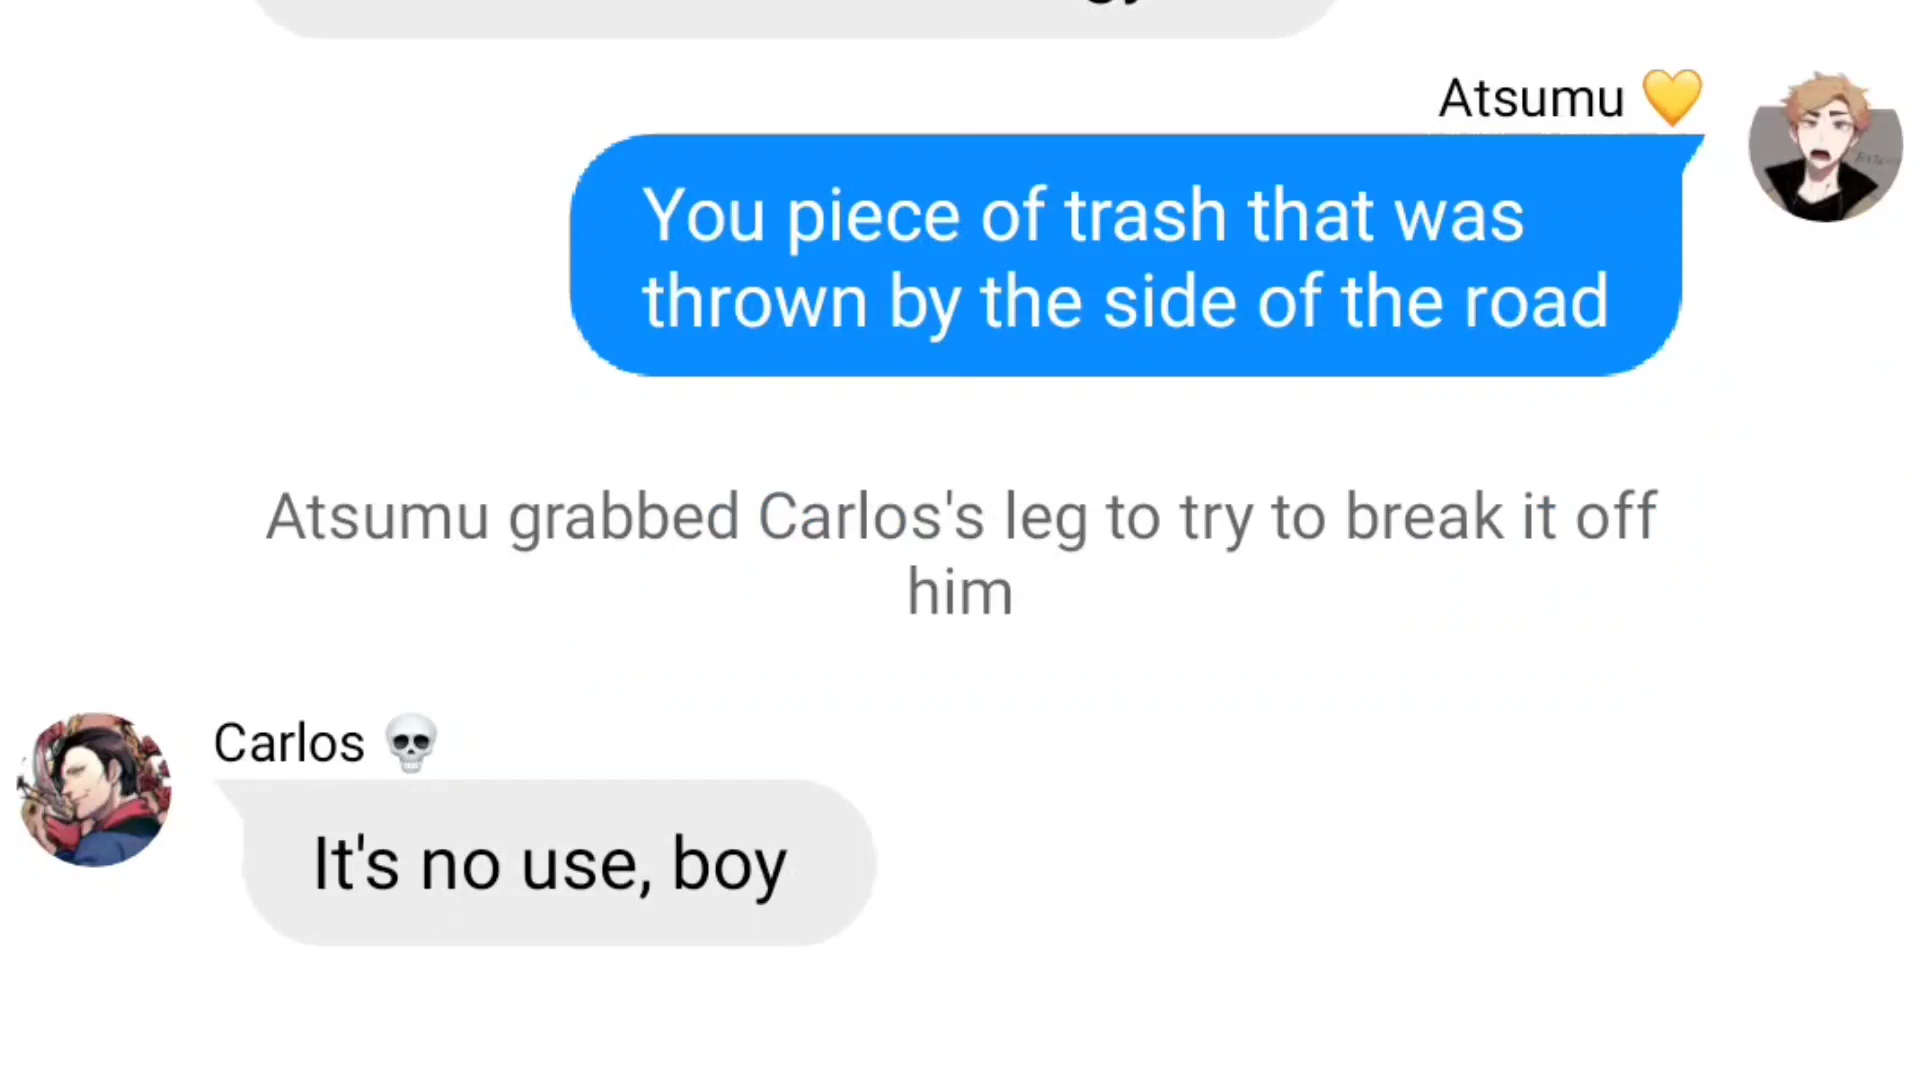 Atsumu 💛
You piece of trash that was
thrown by the side of the road
Atsumu grabbed Carlos's leg to try to break it off
him
Carlos 💀
It's no use, boy